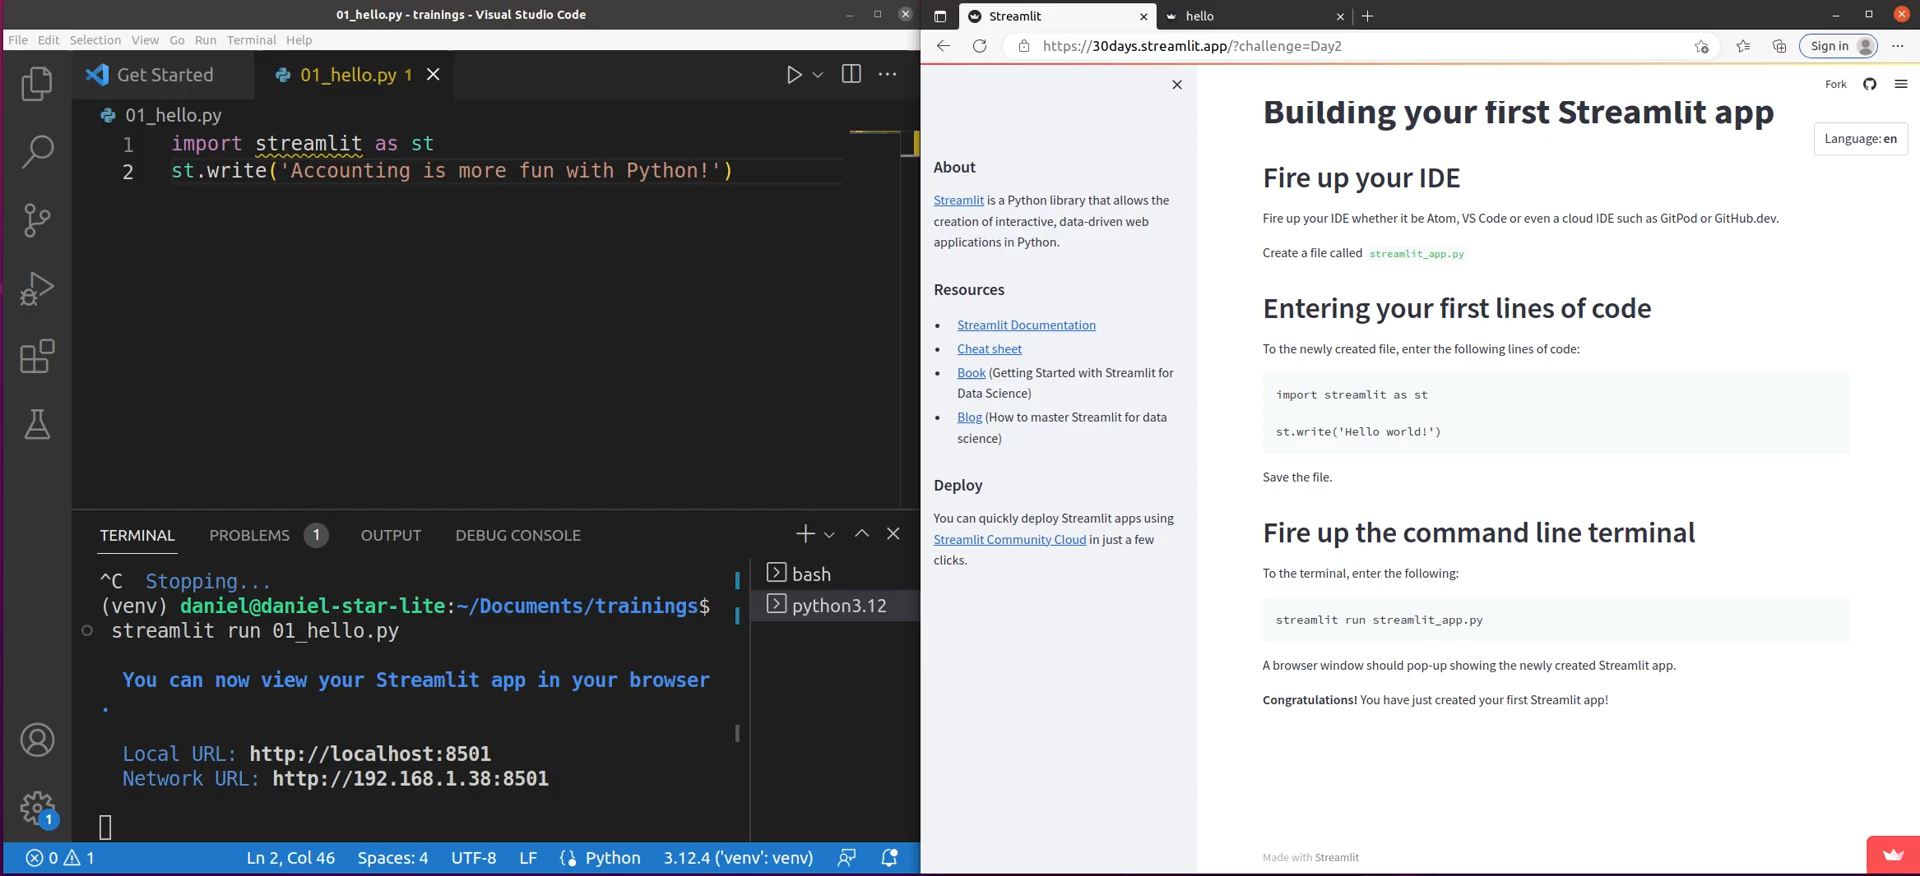 01_hello.py - trainings - Visual Studio Code
File Edit Selection View Go Run Terminal Help
Get Started
01_hello.py 1
01_hello.py
1 import streamlit as st
2 st.write('Accounting is more fun with Python!')
TERMINAL PROBLEMS 1 OUTPUT DEBUG CONSOLE
^C Stopping...
(venv) daniel@daniel-star-lite:~/Documents/trainings$
streamlit run 01_hello.py
You can now view your Streamlit app in your browser
.
Local URL: http://localhost:8501
Network URL: http://192.168.1.38:8501
bash
python3.12
1
0 1 Ln 2, Col 46 Spaces: 4 UTF-8 LF Python 3.12.4 ('venv': venv)
Streamlit
hello
https://30days.streamlit.app/?challenge=Day2
Sign in
About
Streamlit is a Python library that allows the
creation of interactive, data-driven web
applications in Python.
Resources
• Streamlit Documentation
• Cheat sheet
• Book (Getting Started with Streamlit for
Data Science)
• Blog (How to master Streamlit for data
science)
Deploy
You can quickly deploy Streamlit apps using
Streamlit Community Cloud in just a few
clicks.
Fork
Language: en
Building your first Streamlit app
Fire up your IDE
Fire up your IDE whether it be Atom, VS Code or even a cloud IDE such as GitPod or GitHub.dev.
Create a file called streamlit_app.py
Entering your first lines of code
To the newly created file, enter the following lines of code:
import streamlit as st
st.write('Hello world!')
Save the file.
Fire up the command line terminal
To the terminal, enter the following:
streamlit run streamlit_app.py
A browser window should pop-up showing the newly created Streamlit app.
Congratulations! You have just created your first Streamlit app!
Made with Streamlit